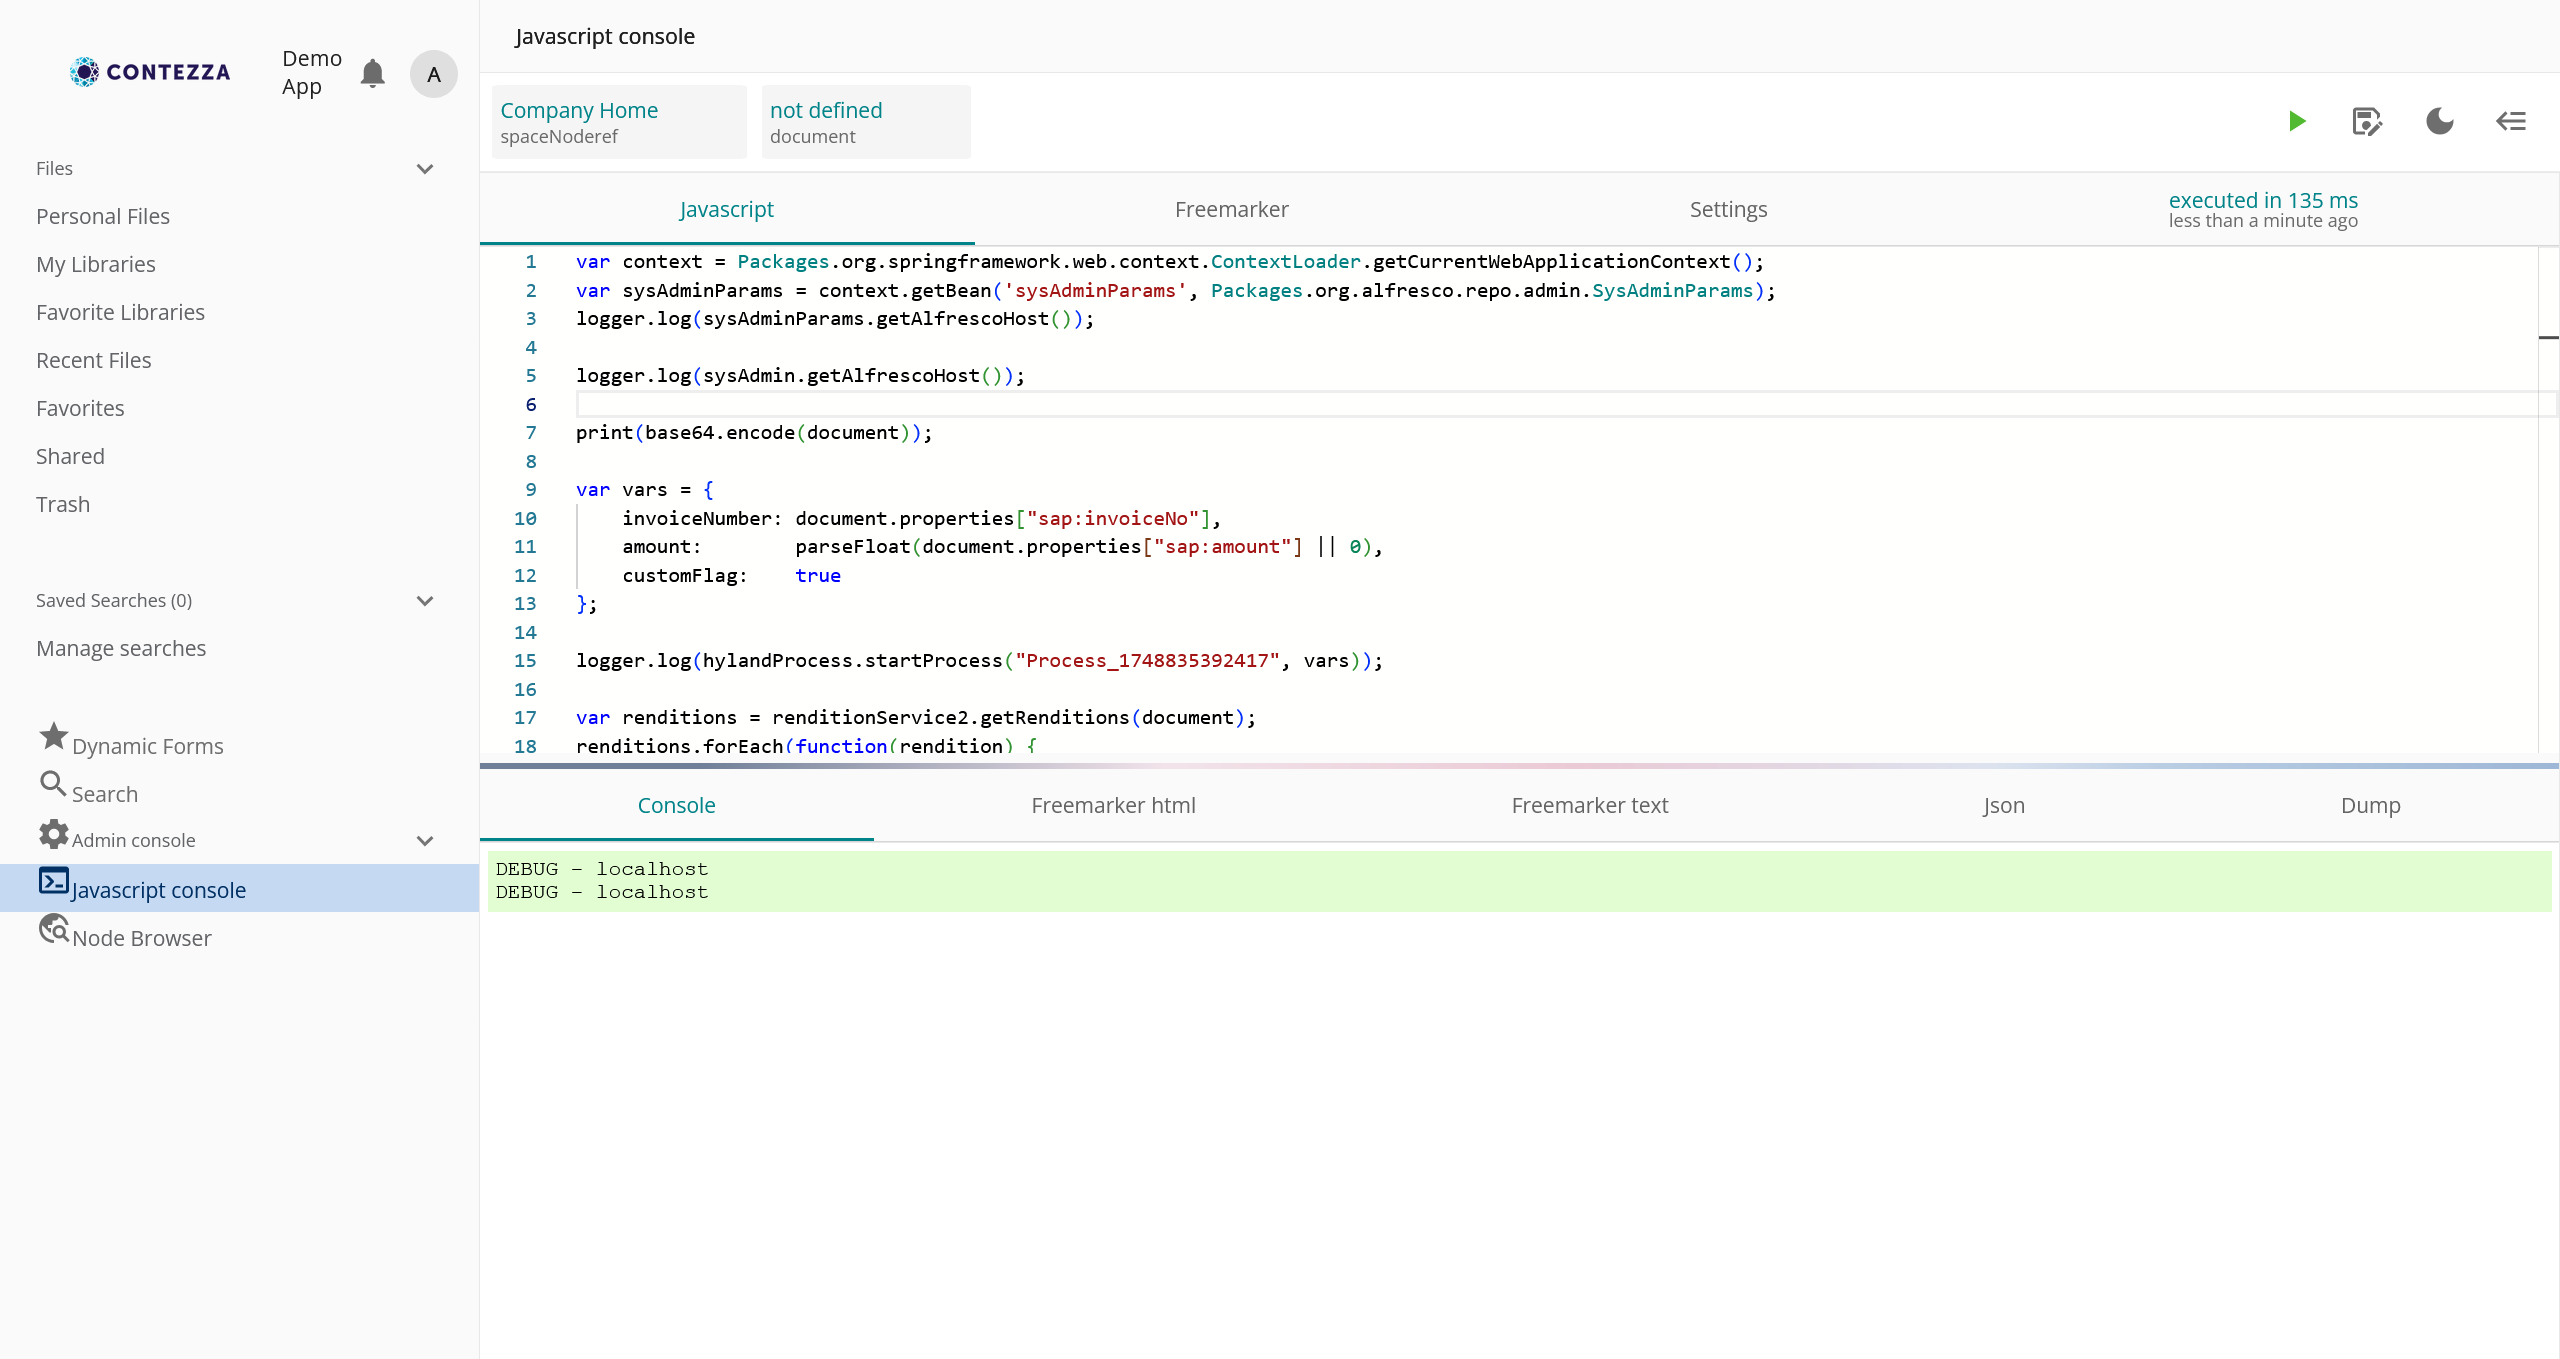 CONTEZZA
Demo
App
A
Files
Personal Files
My Libraries
Favorite Libraries
Recent Files
Favorites
Shared
Trash
Saved Searches (0)
Manage searches
Dynamic Forms
Search
Admin console
Javascript console
Node Browser
Javascript console
Company Home
spaceNoderef
not defined
document
Javascript
Freemarker
Settings
executed in 135 ms
less than a minute ago
1 var context = Packages.org.springframework.web.context.ContextLoader.getCurrentWebApplicationContext();
2 var sysAdminParams = context.getBean('sysAdminParams', Packages.org.alfresco.repo.admin.SysAdminParams);
3 logger.log(sysAdminParams.getAlfrescoHost());
4
5 logger.log(sysAdmin.getAlfrescoHost());
6
7 print(base64.encode(document));
8
9 var vars = {
10     invoiceNumber: document.properties["sap:invoiceNo"],
11     amount:        parseFloat(document.properties["sap:amount"] || 0),
12     customFlag:    true
13 };
14
15 logger.log(hylandProcess.startProcess("Process_1748835392417", vars));
16
17 var renditions = renditionService2.getRenditions(document);
18 renditions.forEach(function(rendition) {
Console
Freemarker html
Freemarker text
Json
Dump
DEBUG - localhost
DEBUG - localhost